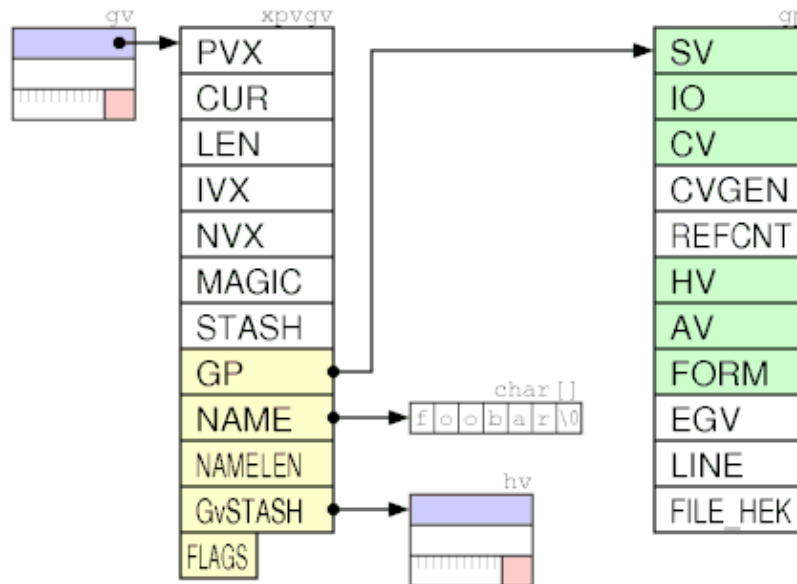 gv
xpvgv
gp
PVX
CUR
LEN
IVX
NVX
MAGIC
STASH
GP
NAME
NAMELEN
GvSTASH
FLAGS
char[]
f o o b a r \0
hv
SV
IO
CV
CVGEN
REFCNT
HV
AV
FORM
EGV
LINE
FILE_HEK